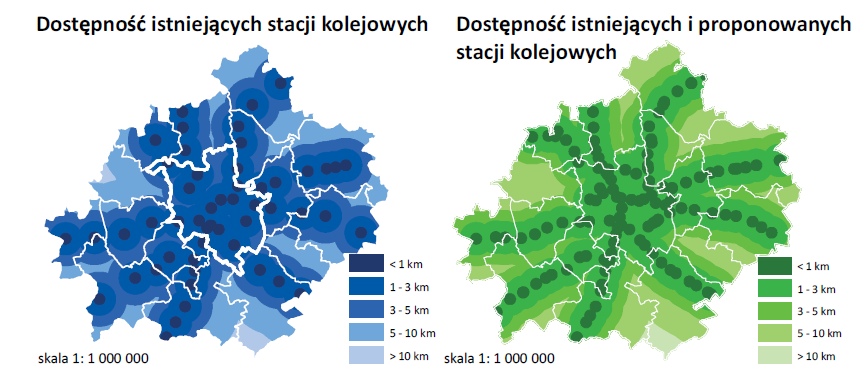 Dostępność istniejących stacji kolejowych
< 1 km
1 - 3 km
3 - 5 km
5 - 10 km
> 10 km
skala 1: 1 000 000
Dostępność istniejących i proponowanych
stacji kolejowych
< 1 km
1 - 3 km
3 - 5 km
5 - 10 km
> 10 km
skala 1: 1 000 000